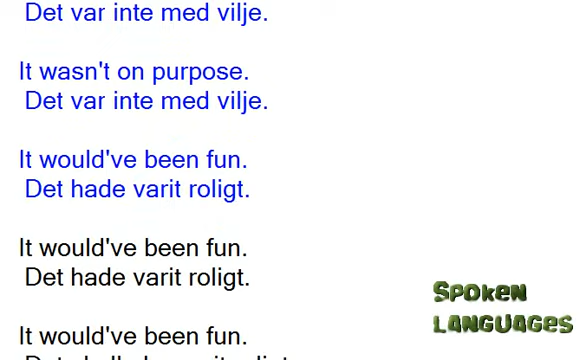 Det var inte med vilje.
It wasn't on purpose.
Det var inte med vilje.
It would've been fun.
Det hade varit roligt.
It would've been fun.
Det hade varit roligt.
It would've been fun.
Spoken
Languages